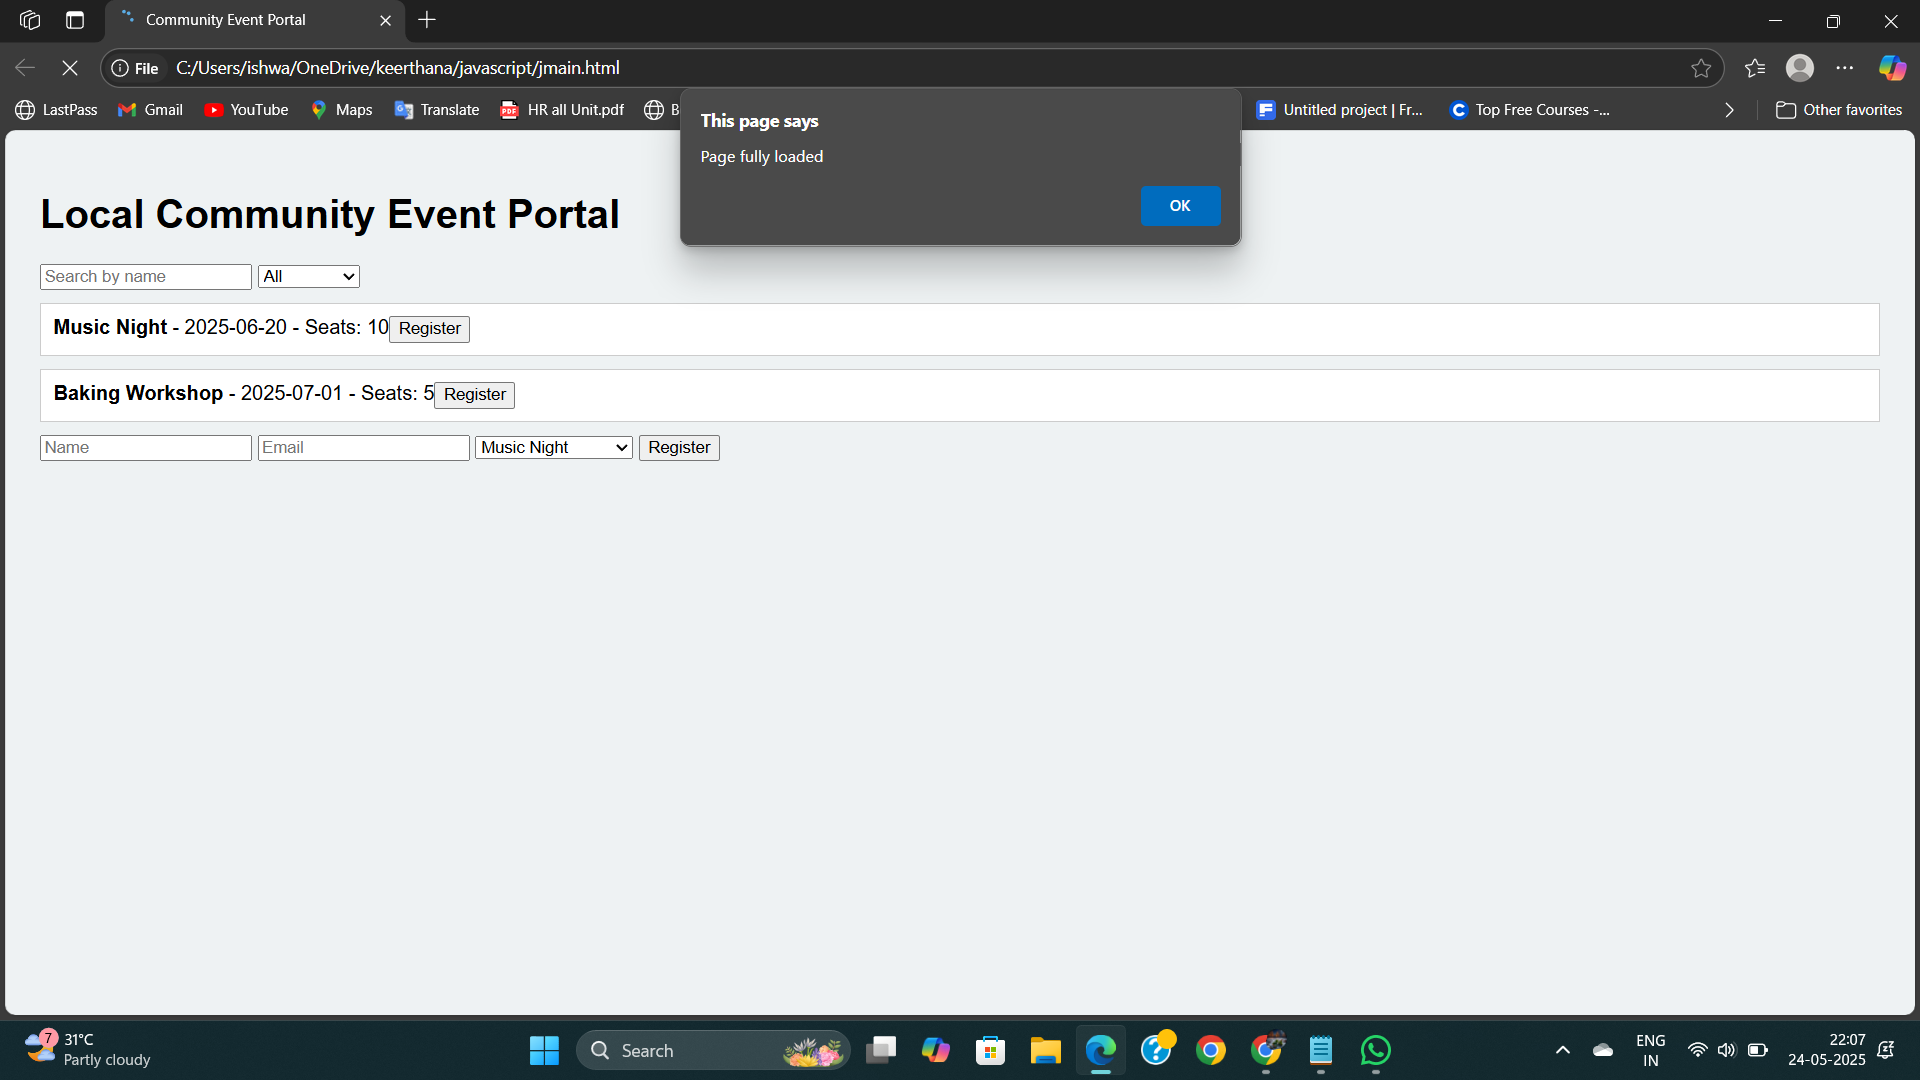 Community Event Portal
File C:/Users/ishwa/OneDrive/keerthana/javascript/jmain.html
LastPass Gmail YouTube Maps Translate HR all Unit.pdf B Untitled project | Fr... Top Free Courses -... Other favorites
This page says
Page fully loaded
OK
Local Community Event Portal
Search by name All
Music Night - 2025-06-20 - Seats: 10 Register
Baking Workshop - 2025-07-01 - Seats: 5 Register
Name Email Music Night Register
7 31°C
Partly cloudy
Search
ENG
IN
22:07
24-05-2025